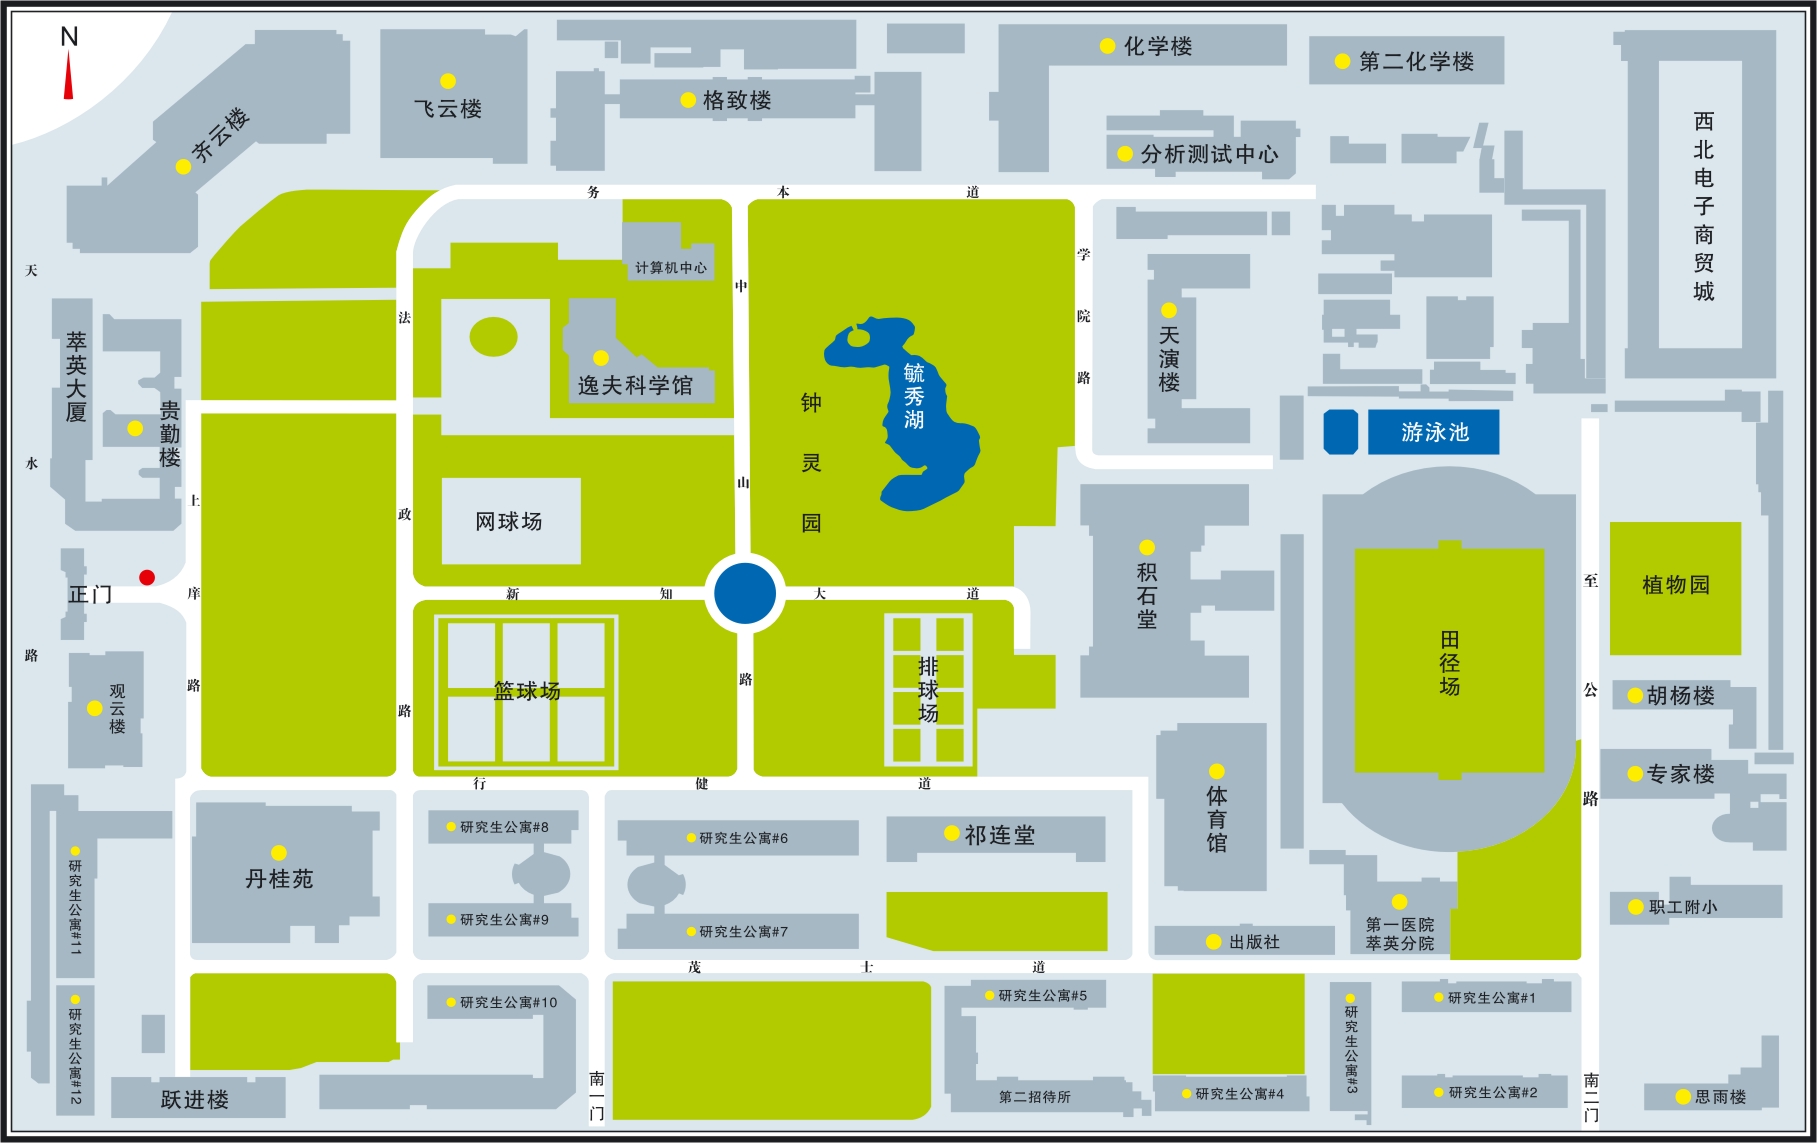 N
齐云楼
飞云楼
格致楼
化学楼
第二化学楼
分析测试中心
西北电子商贸城
务本道
天水路
计算机中心
中山路
学院路
法政路
萃英大厦
贵勤楼
逸夫科学馆
毓秀湖
钟灵园
天演楼
游泳池
上庠路
网球场
正门
新知大道
积石堂
田径场
至公路
植物园
观云楼
篮球场
排球场
胡杨楼
专家楼
行健道
体育馆
研究生公寓#8
研究生公寓#6
祁连堂
研究生公寓#11
丹桂苑
研究生公寓#9
研究生公寓#7
出版社
第一医院
萃英分院
职工附小
茂士道
研究生公寓#12
研究生公寓#10
研究生公寓#5
研究生公寓#3
研究生公寓#1
跃进楼
南一门
第二招待所
研究生公寓#4
研究生公寓#2
南二门
思雨楼